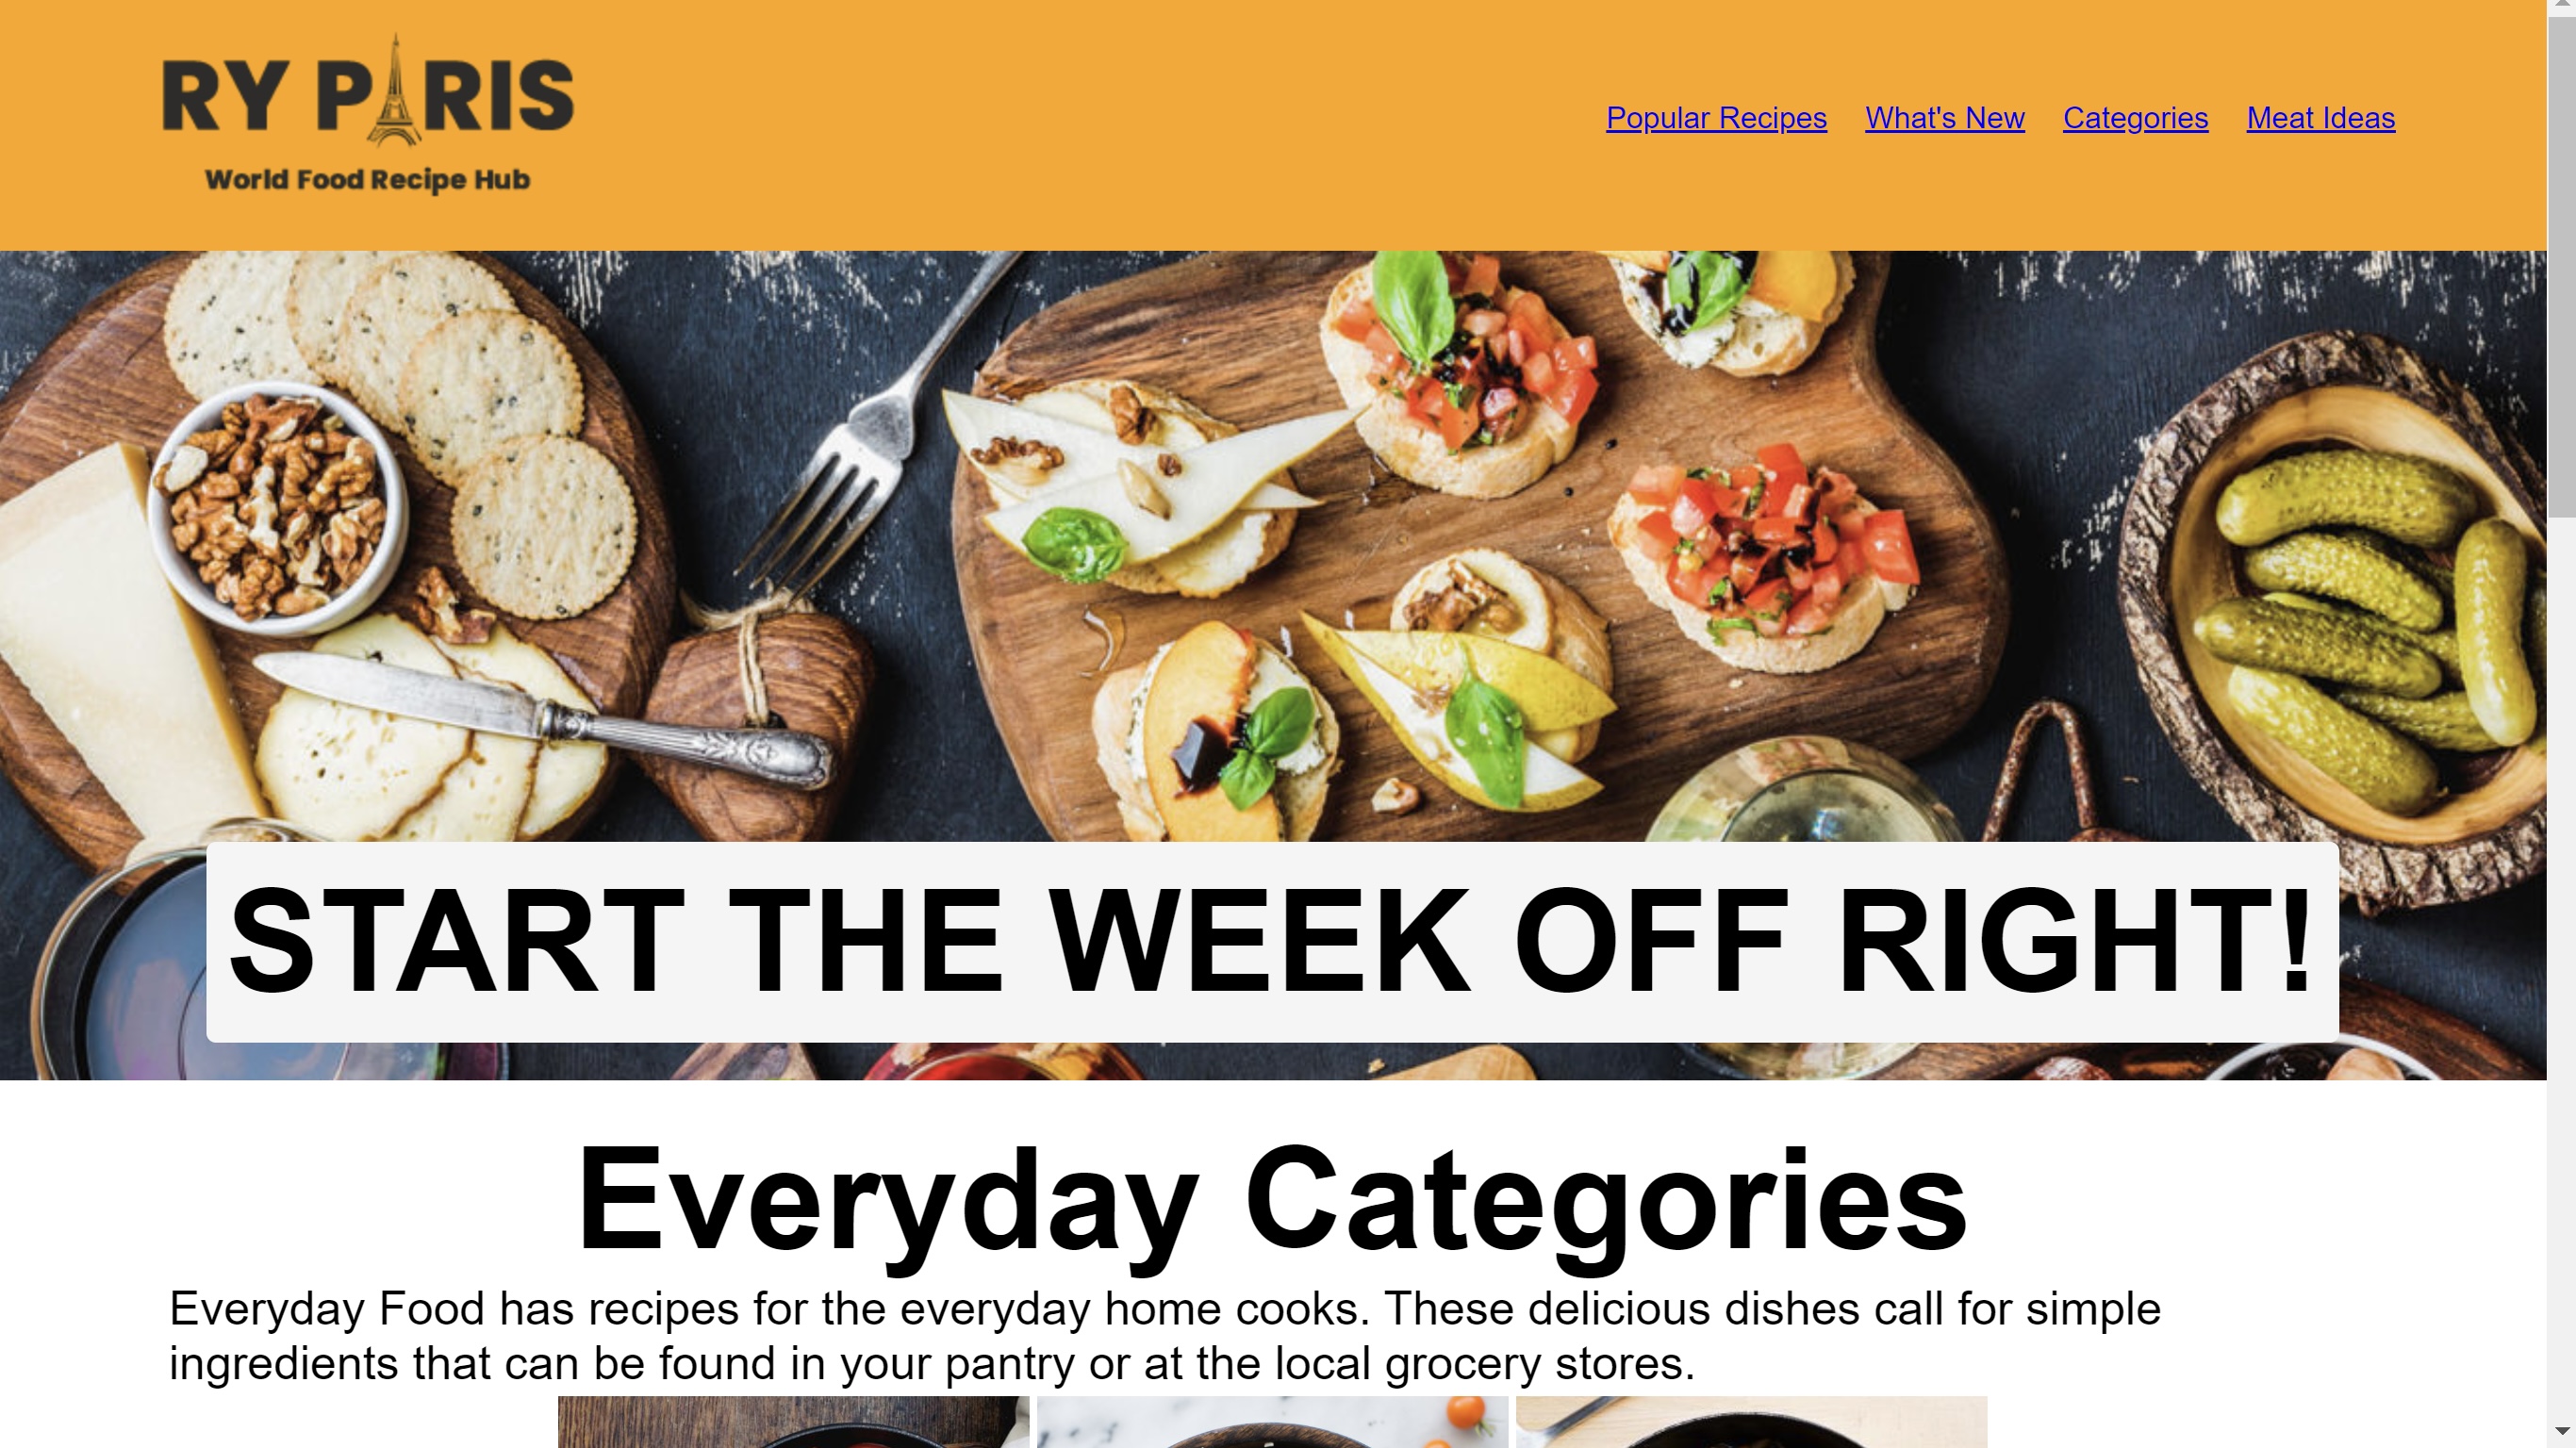 RY PARIS
World Food Recipe Hub
Popular Recipes What's New Categories Meat Ideas
START THE WEEK OFF RIGHT!
Everyday Categories
Everyday Food has recipes for the everyday home cooks. These delicious dishes call for simple
ingredients that can be found in your pantry or at the local grocery stores.